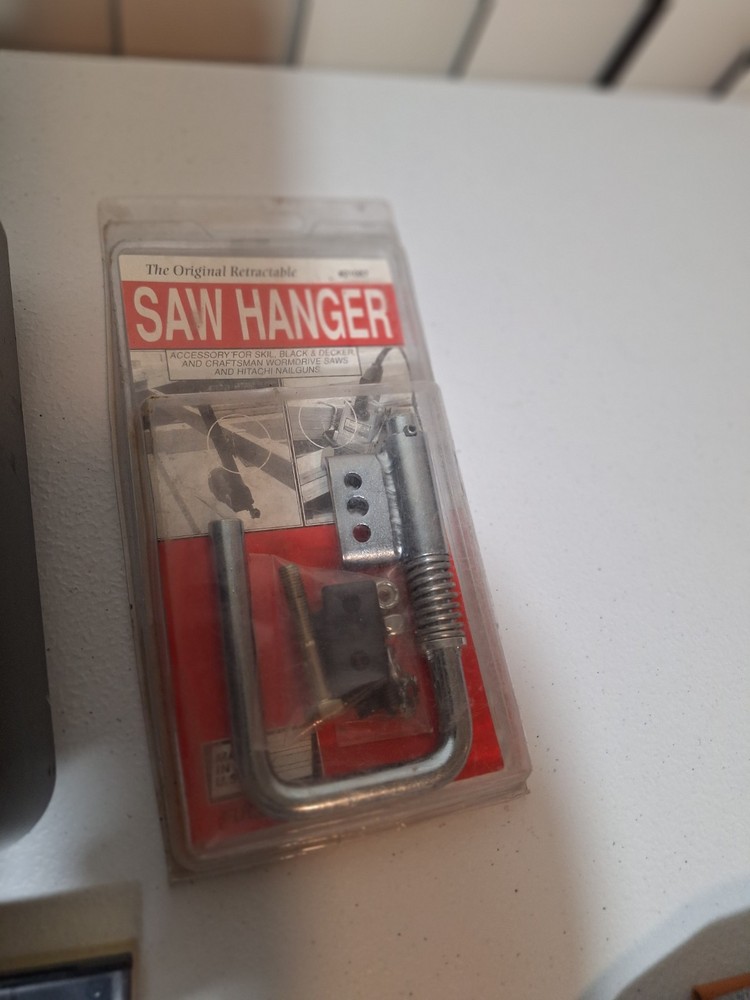 The Original Retractable
SAW HANGER
ACCESSORY FOR SKIL, BLACK & DECKER,
AND CRAFTSMAN WORMDRIVE SAWS
AND HITACHI NAILGUNS.